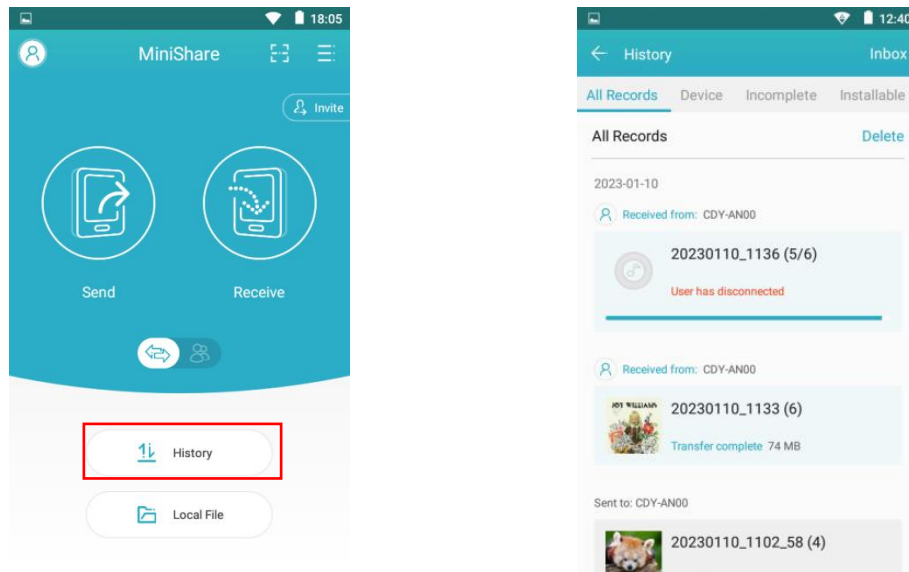 18:05
MiniShare
Invite
Send
Receive
History
Local File
12:40
History
Inbox
All Records
Device
Incomplete
Installable
All Records
Delete
2023-01-10
Received from: CDY-AN00
20230110_1136 (5/6)
User has disconnected
Received from: CDY-AN00
JOY WILLIAMS
20230110_1133 (6)
Transfer complete 74 MB
Sent to: CDY-AN00
20230110_1102_58 (4)